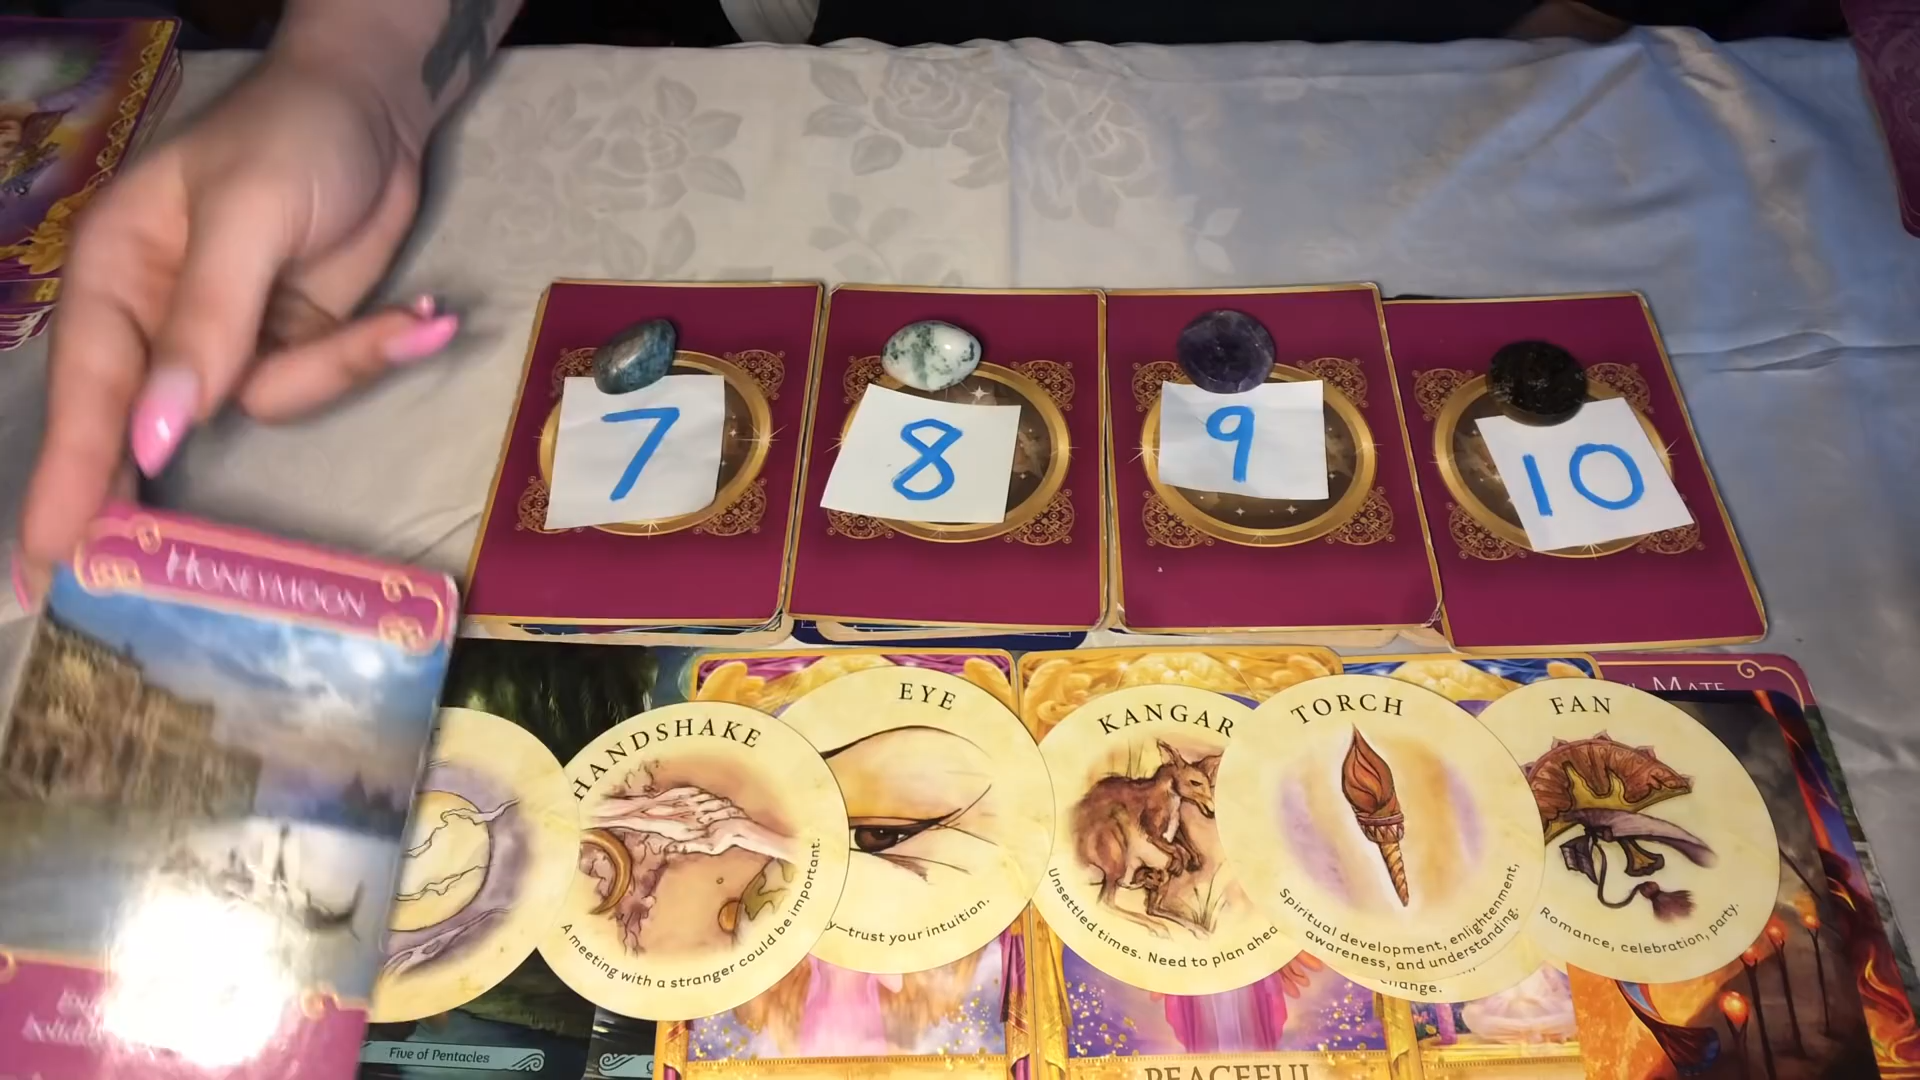 7
8
9
10
HONEYMOON
MATE
HANDSHAKE
A meeting with a stranger could be important.
EYE
—trust your intuition.
KANGAR
Unsettled times. Need to plan ahea
TORCH
Spiritual development, enlightenment,
awareness, and understanding.
change.
FAN
Romance, celebration, party.
Five of Pentacles
PEACEFUL